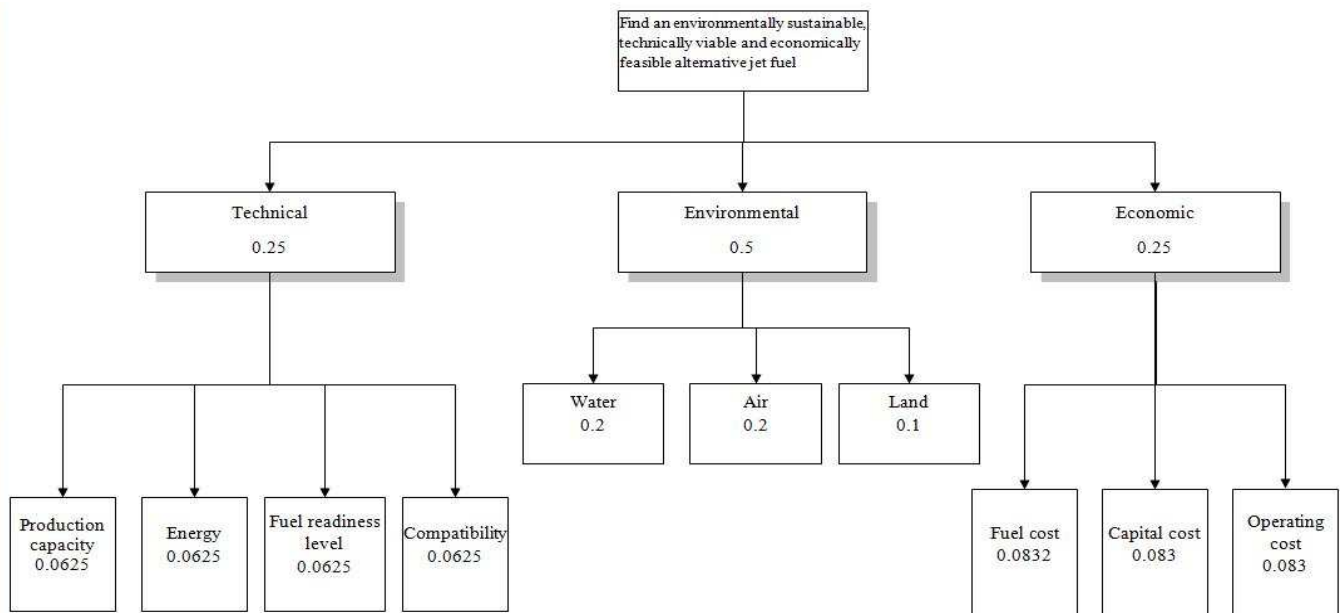 Find an environmentally sustainable,
technically viable and economically
feasible alternative jet fuel
Technical
0.25
Environmental
0.5
Economic
0.25
Water
0.2
Air
0.2
Land
0.1
Production
capacity
0.0625
Energy
0.0625
Fuel readiness
level
0.0625
Compatibility
0.0625
Fuel cost
0.0832
Capital cost
0.083
Operating
cost
0.083